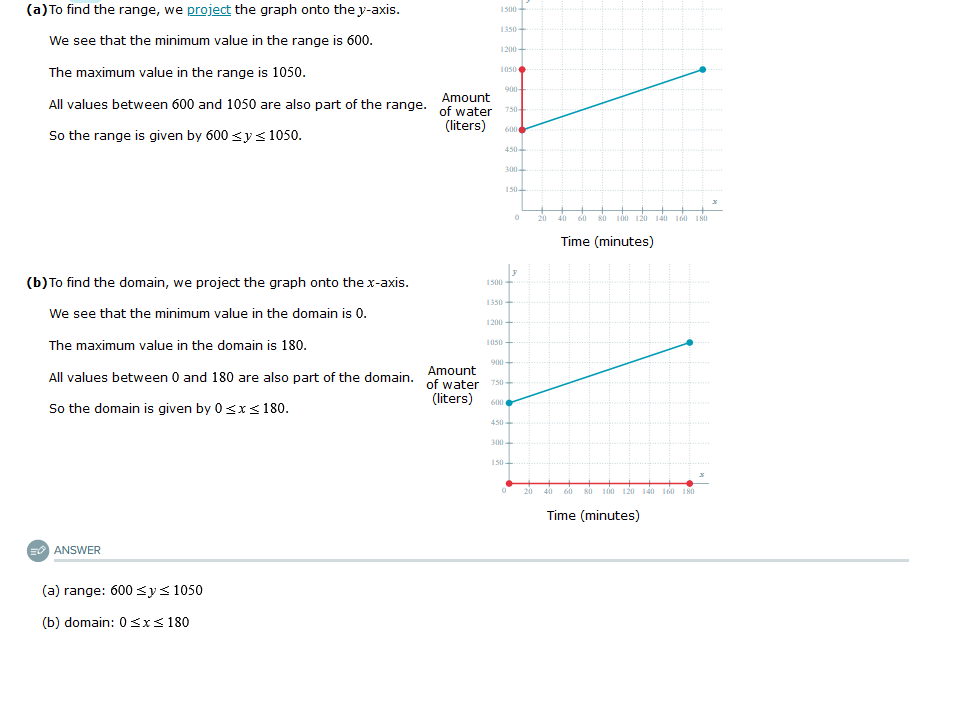 (a) To find the range, we project the graph onto the y-axis.
We see that the minimum value in the range is 600.
The maximum value in the range is 1050.
All values between 600 and 1050 are also part of the range.
So the range is given by 600 ≤ y ≤ 1050.
Amount
of water
(liters)
1500
1350
1200
1050
900
750
600
450
300
150
x
0 20 40 60 80 100 120 140 160 180
Time (minutes)
(b) To find the domain, we project the graph onto the x-axis.
We see that the minimum value in the domain is 0.
The maximum value in the domain is 180.
All values between 0 and 180 are also part of the domain.
So the domain is given by 0 ≤ x ≤ 180.
Amount
of water
(liters)
y
1500
1350
1200
1050
900
750
600
450
300
150
x
0 20 40 60 80 100 120 140 160 180
Time (minutes)
ANSWER
(a) range: 600 ≤ y ≤ 1050
(b) domain: 0 ≤ x ≤ 180